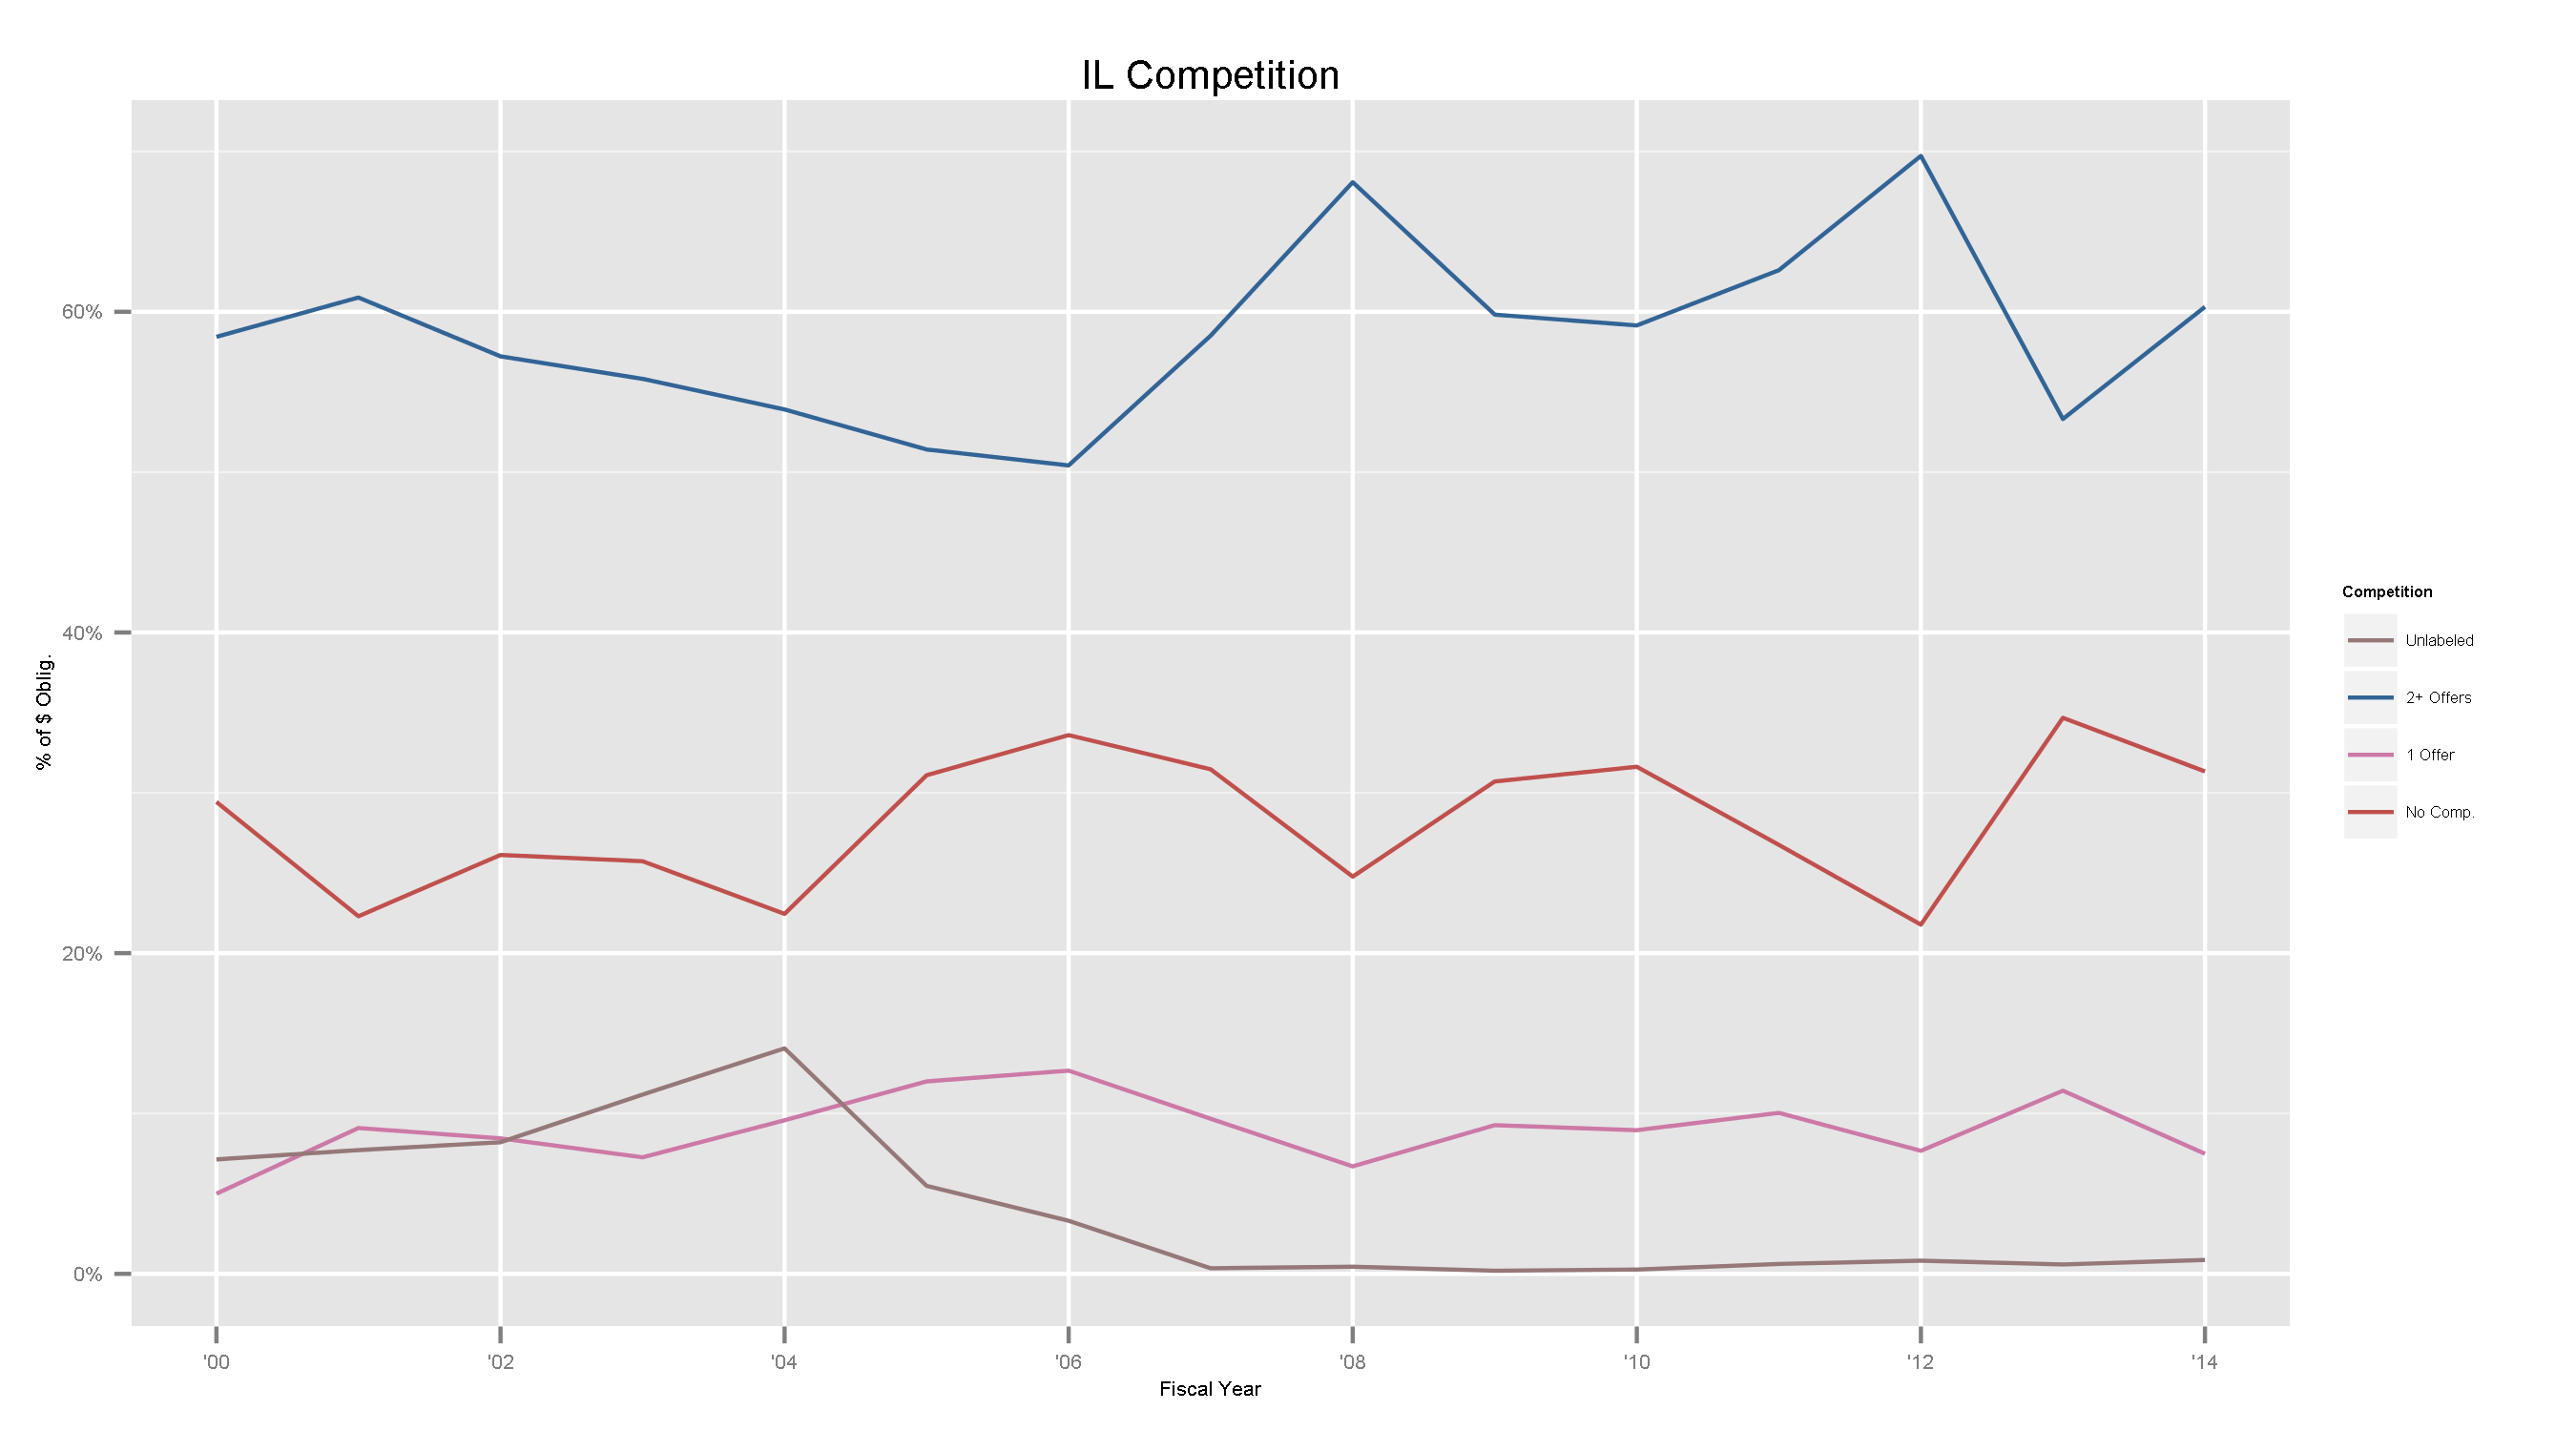 IL Competition
60%
40%
20%
0%
% of $ Oblig.
'00 '02 '04 '06 '08 '10 '12 '14
Fiscal Year
Competition
Unlabeled
2+ Offers
1 Offer
No Comp.